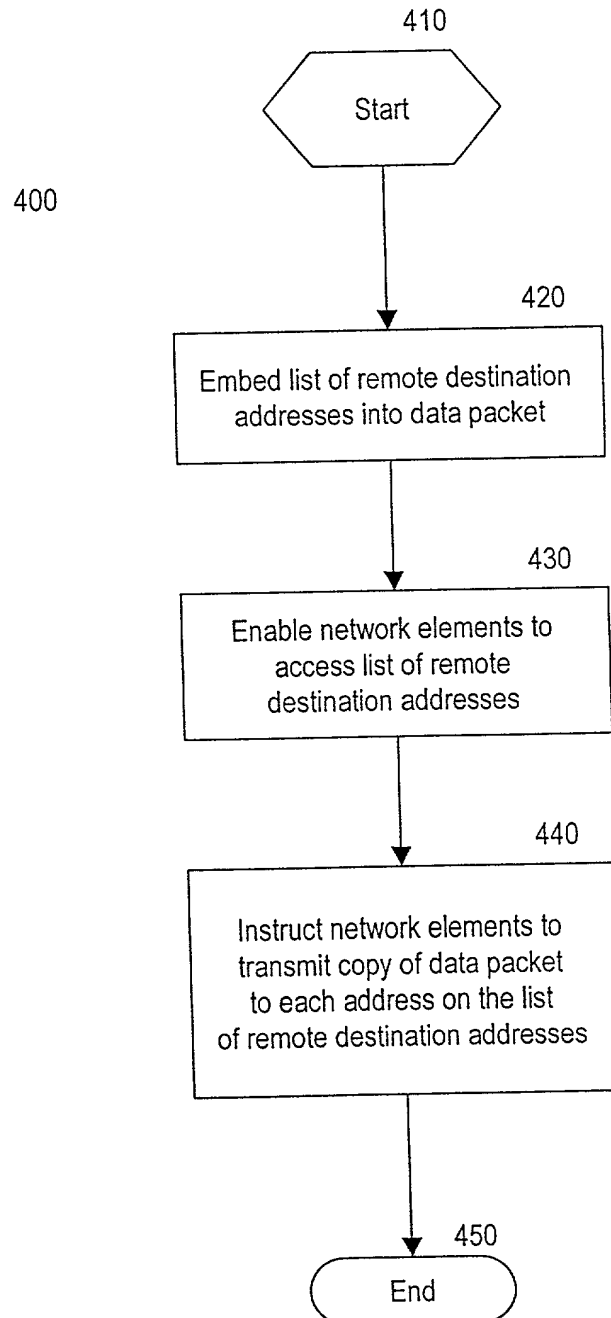 410
Start
400
420
Embed list of remote destination
addresses into data packet
430
Enable network elements to
access list of remote
destination addresses
440
Instruct network elements to
transmit copy of data packet
to each address on the list
of remote destination addresses
450
End